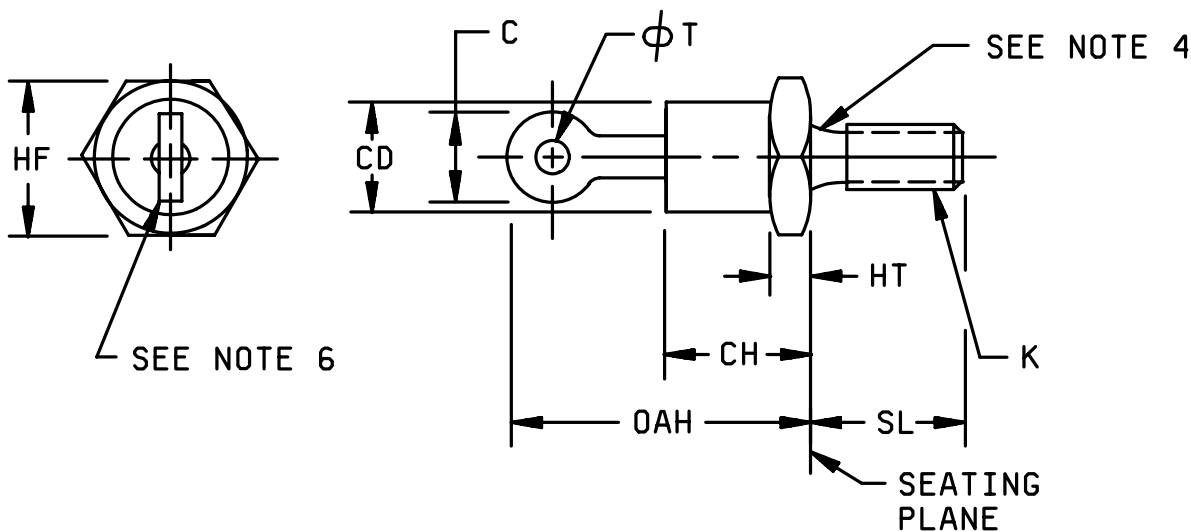 C
ϕT
SEE NOTE 4
HF
CD
HT
SEE NOTE 6
CH
K
OAH
SL
SEATING
PLANE